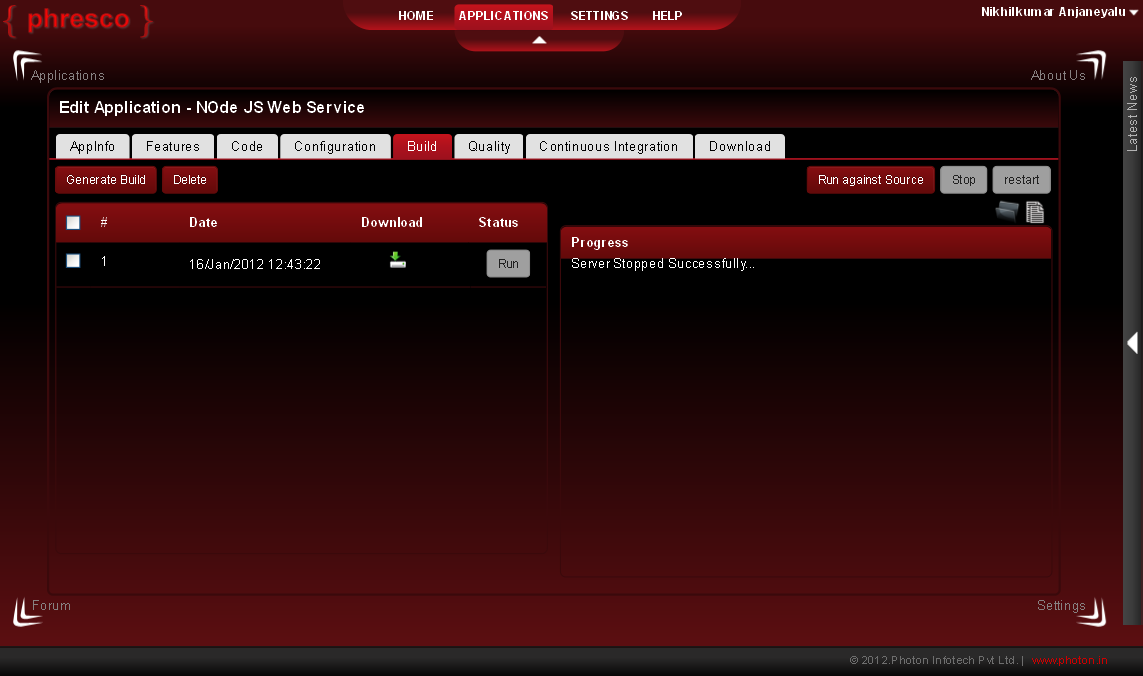 { phresco }
HOME APPLICATIONS SETTINGS HELP
Nikhilkumar Anjaneyalu
Applications
About Us
Latest News
Edit Application - NOde JS Web Service
AppInfo Features Code Configuration Build Quality Continuous Integration Download
Generate Build Delete
Run against Source Stop restart
# Date Download Status
1 16/Jan/2012 12:43:22 Run
Progress
Server Stopped Successfully...
Forum
Settings
© 2012.Photon Infotech Pvt Ltd. | www.photon.in